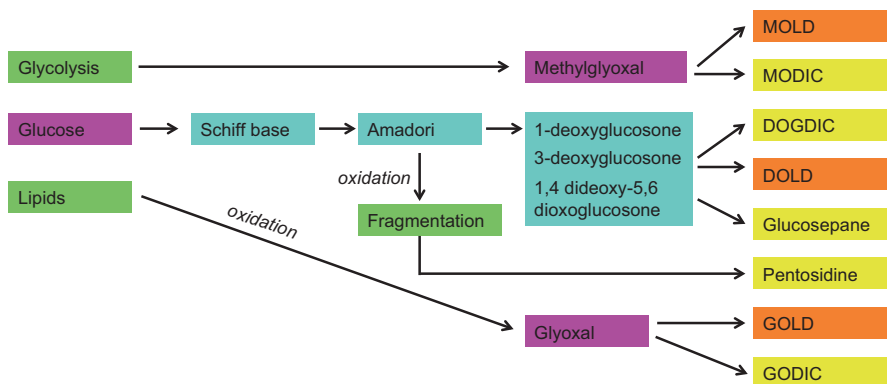 MOLD
Glycolysis
Methylglyoxal
MODIC
Glucose
Schiff base
Amadori
1-deoxyglucosone
3-deoxyglucosone
1,4 dideoxy-5,6
dioxoglucosone
DOGDIC
DOLD
Glucosepane
oxidation
Lipids
oxidation
Fragmentation
Pentosidine
Glyoxal
GOLD
GODIC